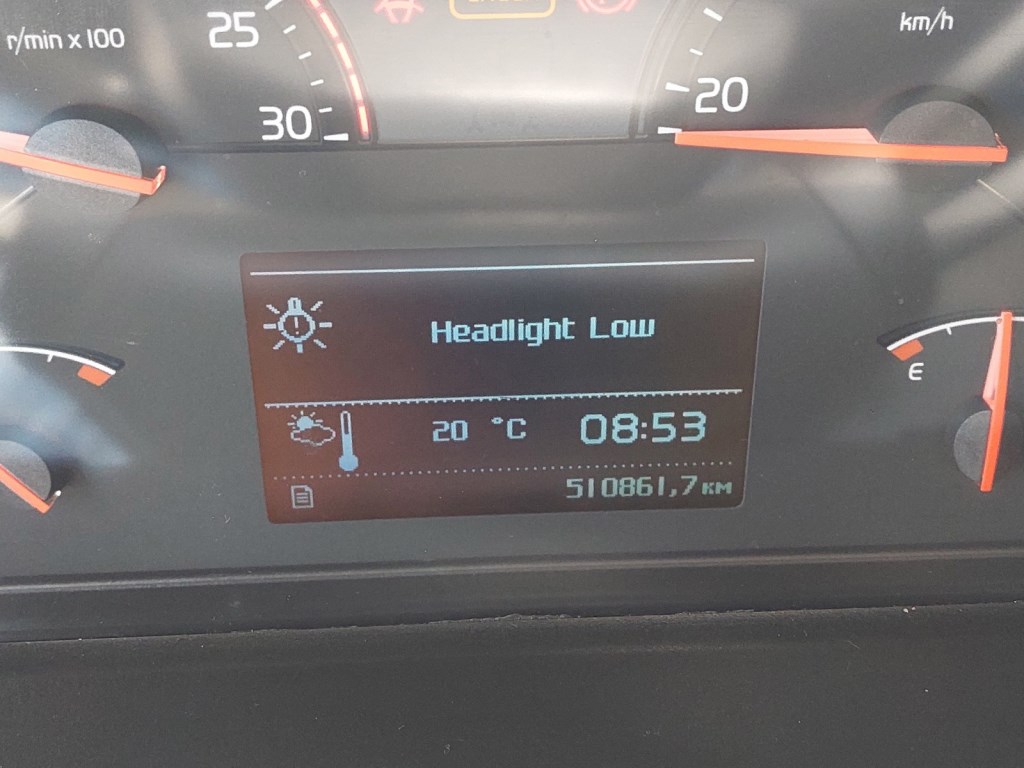 r/min x 100
25
30
km/h
20
Headlight Low
20 °C
08:53
510861,7 км
E